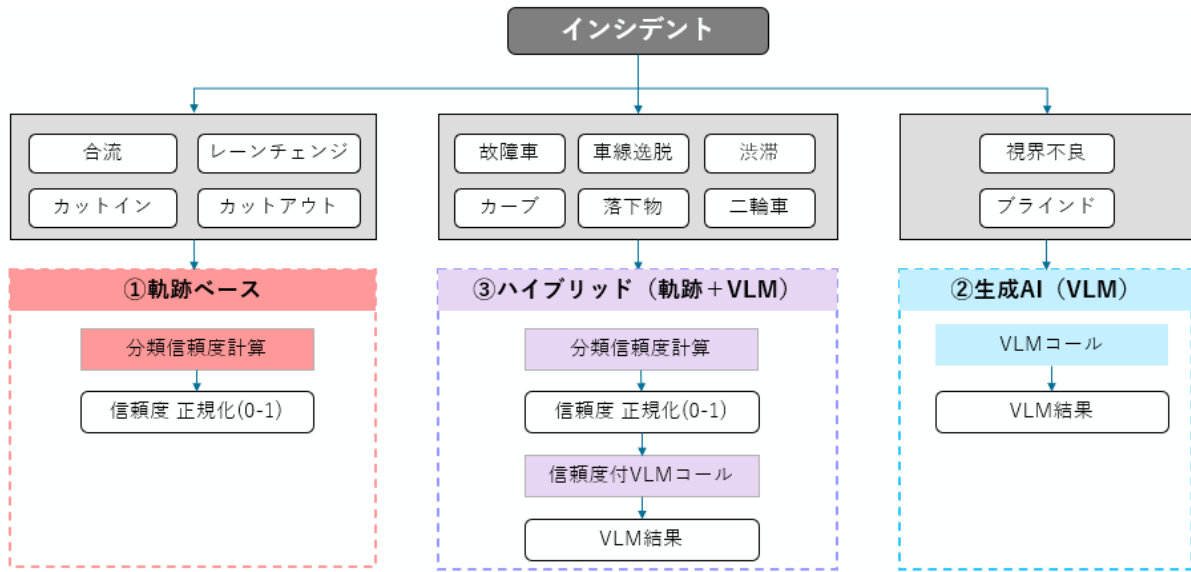 インシデント
合流
レーンチェンジ
カットイン
カットアウト
故障車
車線逸脱
渋滞
カーブ
落下物
二輪車
視界不良
ブラインド
①軌跡ベース
分類信頼度計算
信頼度 正規化(0-1)
③ハイブリッド（軌跡＋VLM）
分類信頼度計算
信頼度 正規化(0-1)
信頼度付VLMコール
VLM結果
②生成AI（VLM）
VLMコール
VLM結果